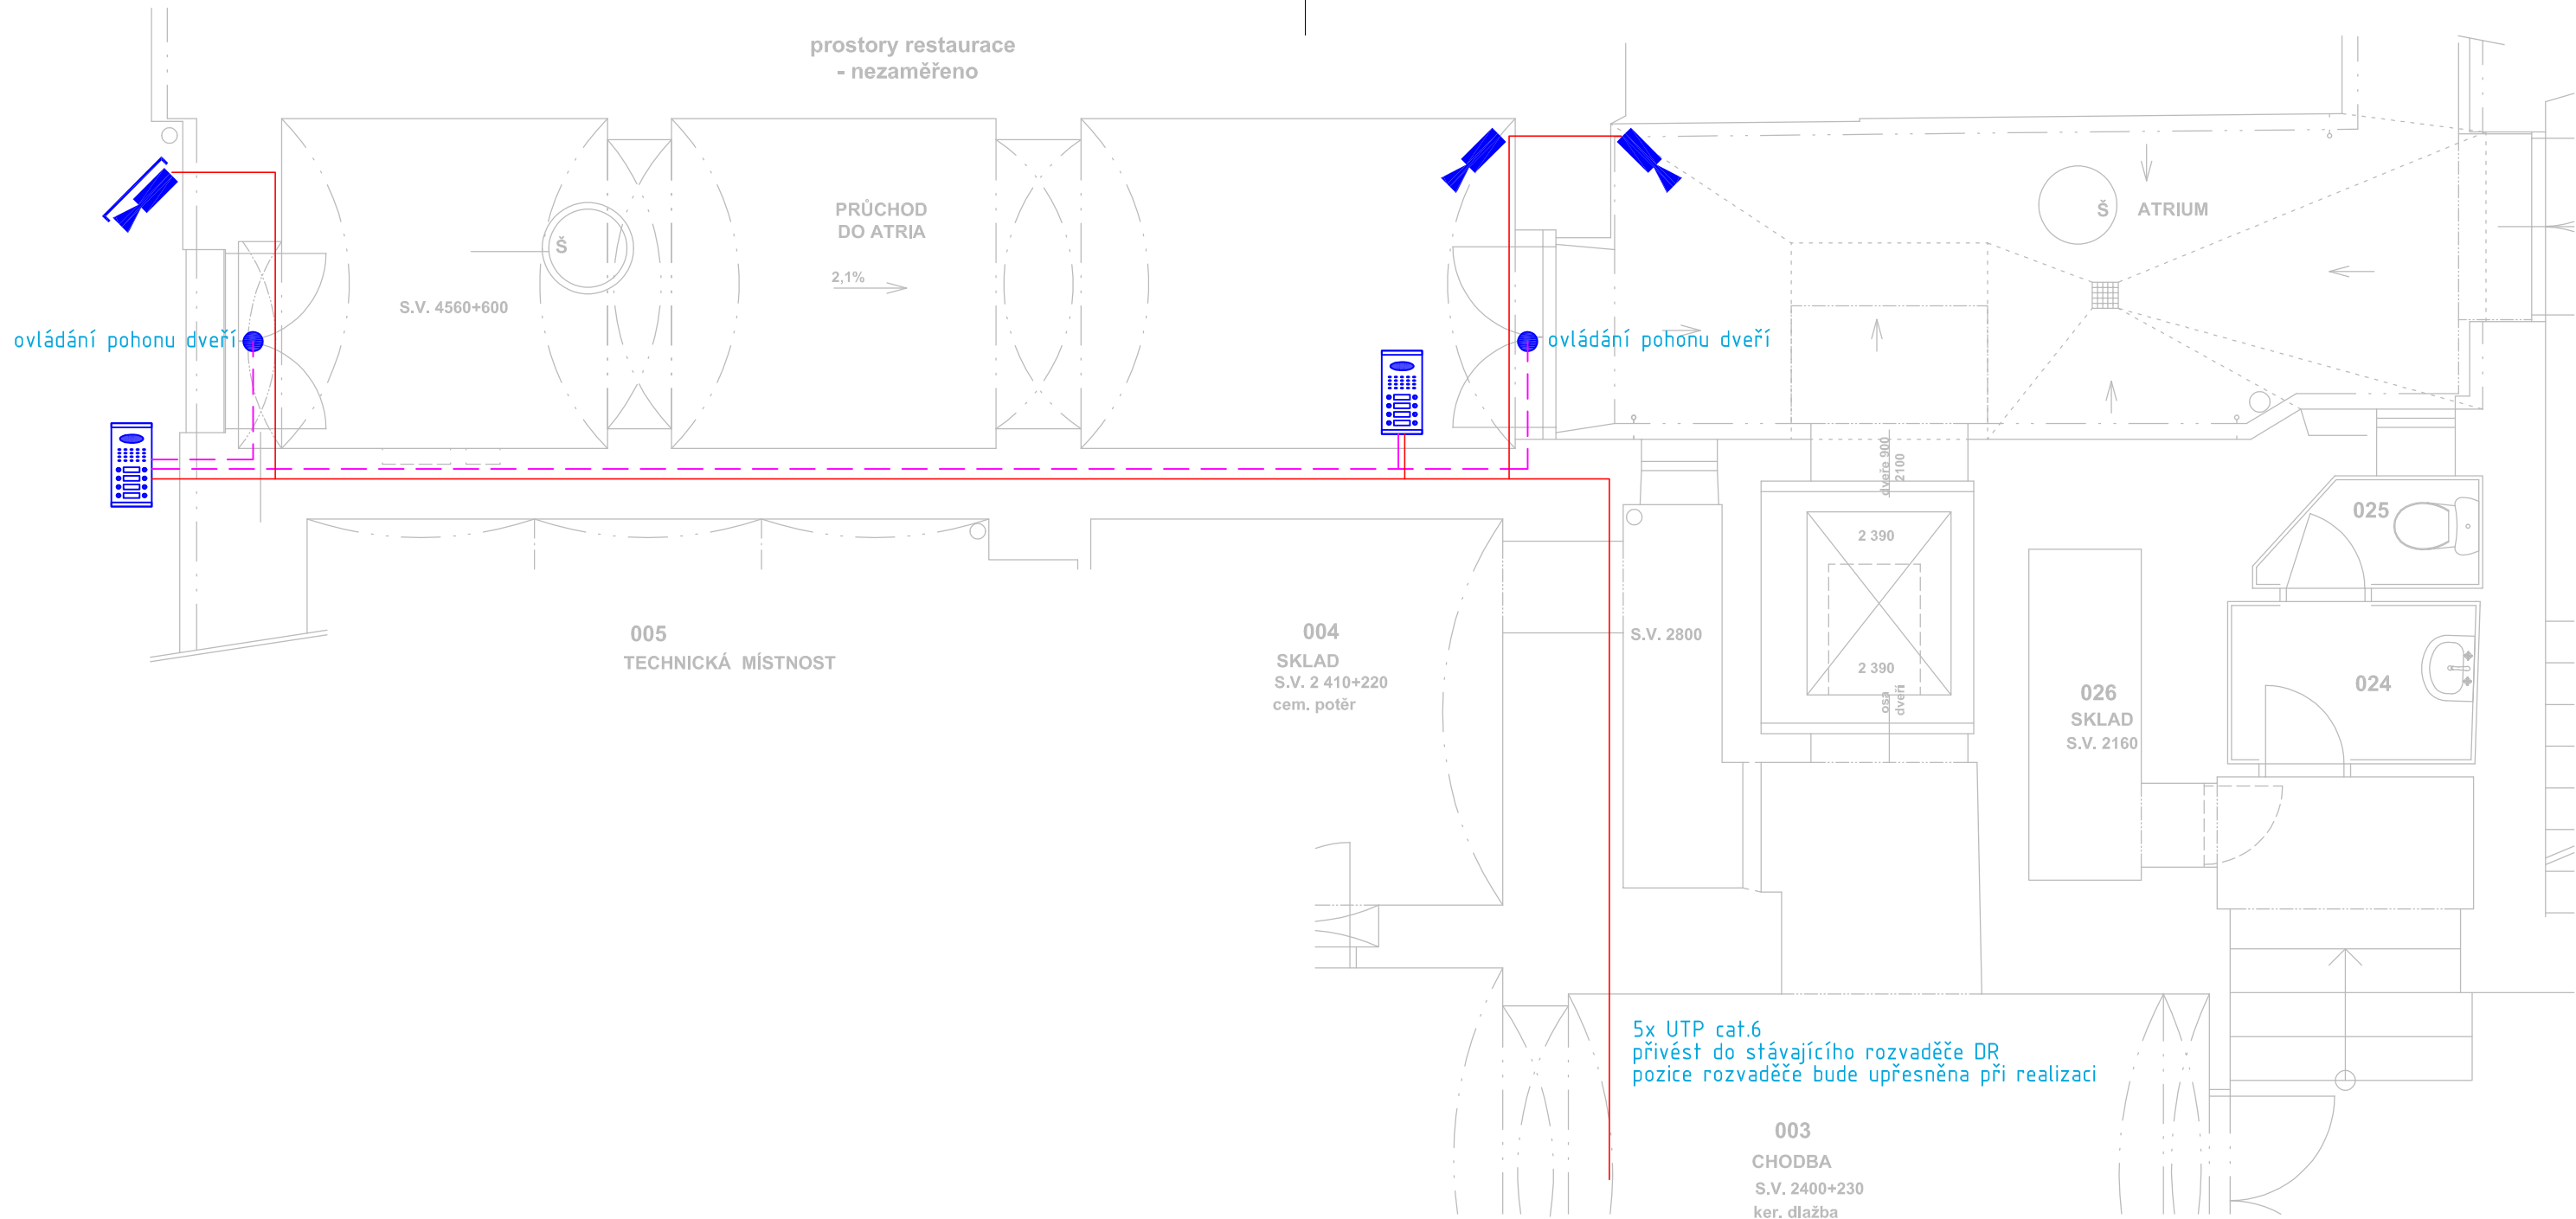 prostory restaurace
- nezaměřeno
PRŮCHOD
DO ATRIA
2,1%
Š
S.V. 4560+600
ovládání pohonu dveří
ovládání pohonu dveří
Š
ATRIUM
dveře 900
2100
2 390
2 390
osa
dveří
S.V. 2800
025
024
026
SKLAD
S.V. 2160
005
TECHNICKÁ MÍSTNOST
004
SKLAD
S.V. 2 410+220
cem. potěr
5x UTP cat.6
přivést do stávajícího rozvaděče DR
pozice rozvaděče bude upřesněna při realizaci
003
CHODBA
S.V. 2400+230
ker. dlažba